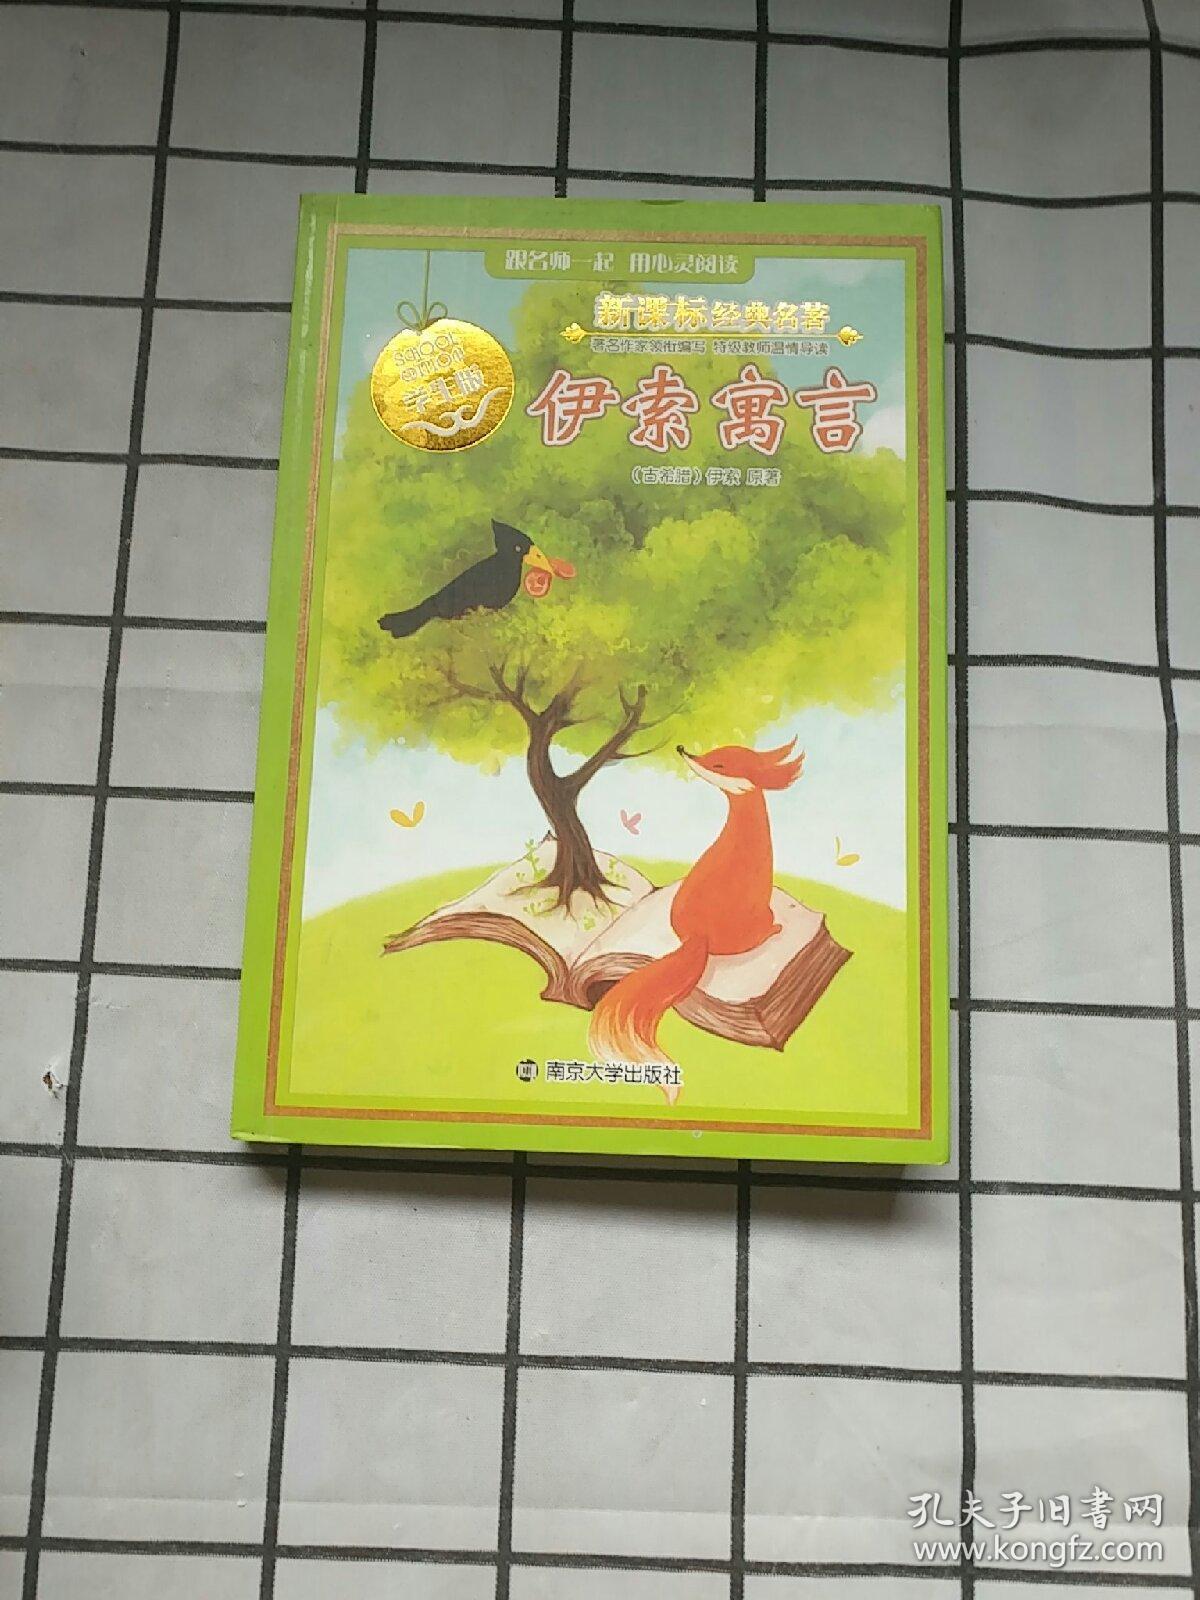 跟名师一起 用心灵阅读
新课标经典名著
著名作家领衔编写 特级教师温情导读
SCHOOL
EDITION
学生版
伊索寓言
(古希腊)伊索 原著
南京大学出版社
孔夫子旧书网
www.kongfz.com